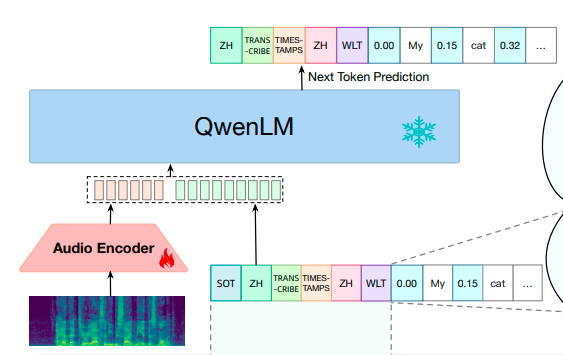 ZH TRANS-CRIBE TIMES-TAMPS ZH WLT 0.00 My 0.15 cat 0.32 ...
Next Token Prediction
QwenLM
Audio Encoder
SOT ZH TRANS-CRIBE TIMES-TAMPS ZH WLT 0.00 My 0.15 cat ...